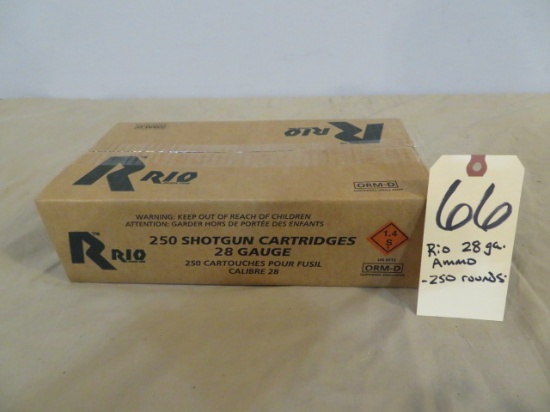 R RIO
ORM-D
R RIO
ORM-D
WARNING: KEEP OUT OF REACH OF CHILDREN
ATTENTION: GARDER HORS DE PORTÉE DES ENFANTS
R RIO
250 SHOTGUN CARTRIDGES
28 GAUGE
250 CARTOUCHES POUR FUSIL
CALIBRE 28
1.4
S
ORM-D
66
Rio 28 ga.
Ammo
-250 rounds-